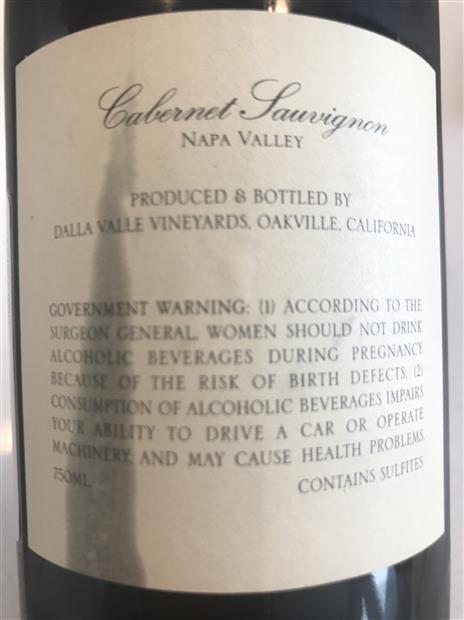 Cabernet Sauvignon
NAPA VALLEY
PRODUCED & BOTTLED BY
DALLA VALLE VINEYARDS, OAKVILLE, CALIFORNIA
GOVERNMENT WARNING: (1) ACCORDING TO THE
SURGEON GENERAL, WOMEN SHOULD NOT DRINK
ALCOHOLIC BEVERAGES DURING PREGNANCY
BECAUSE OF THE RISK OF BIRTH DEFECTS. (2)
CONSUMPTION OF ALCOHOLIC BEVERAGES IMPAIRS
YOUR ABILITY TO DRIVE A CAR OR OPERATE
MACHINERY, AND MAY CAUSE HEALTH PROBLEMS.
750ML. CONTAINS SULFITES